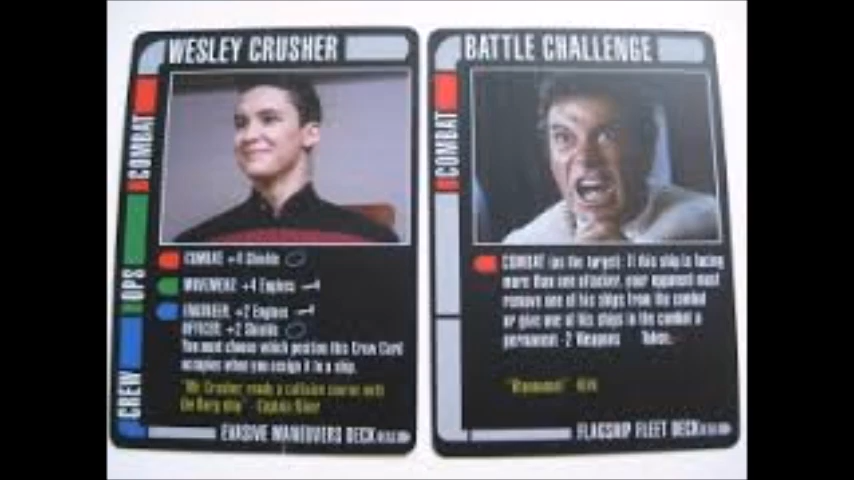 WESLEY CRUSHER
COMBAT
OPS
CREW
COMBAT +4 Shields
MOVEMENT +4 Engines
ENGINEER +2 Engines
OFFICER +2 Shields
You must choose which position this Crew Card
occupies when you assign it to a ship.
"Mr. Crusher, ready a collision course with
the Borg ship" - Captain Riker
EVASIVE MANEUVERS DECK
BATTLE CHALLENGE
COMBAT
COMBAT (as the target): If this ship is facing
more than one attacker, your opponent must
remove one of his ships from the combat
or give one of his ships in the combat a
permanent -2 Weapons Token.
FLAGSHIP FLEET DECK